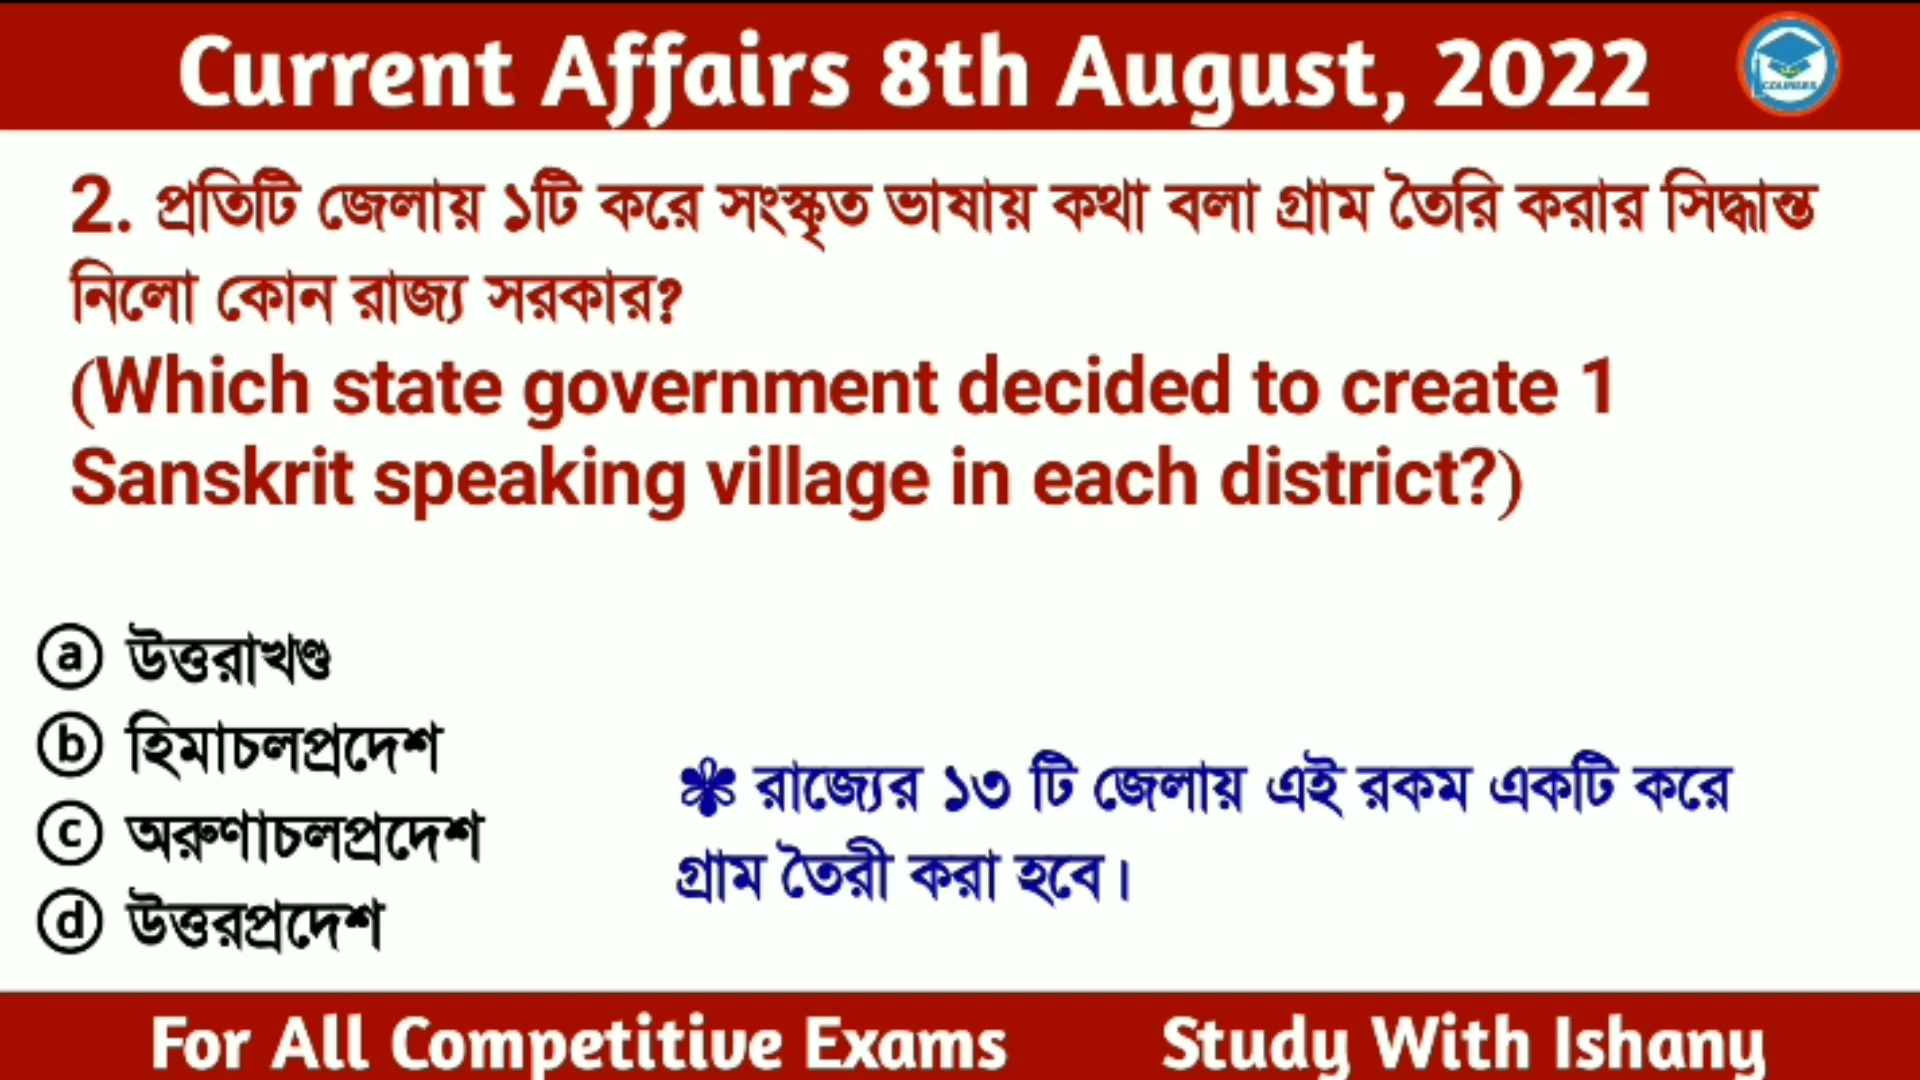 Current Affairs 8th August, 2022
COURSES
2. প্রতিটি জেলায় ১টি করে সংস্কৃত ভাষায় কথা বলা গ্রাম তৈরি করার সিদ্ধান্ত
নিলো কোন রাজ্য সরকার?
(Which state government decided to create 1
Sanskrit speaking village in each district?)
ⓐ উত্তরাখণ্ড
ⓑ হিমাচলপ্রদেশ
ⓒ অরুণাচলপ্রদেশ
ⓓ উত্তরপ্রদেশ
✽ রাজ্যের ১৩ টি জেলায় এই রকম একটি করে
গ্রাম তৈরী করা হবে।
For All Competitive Exams Study With Ishany